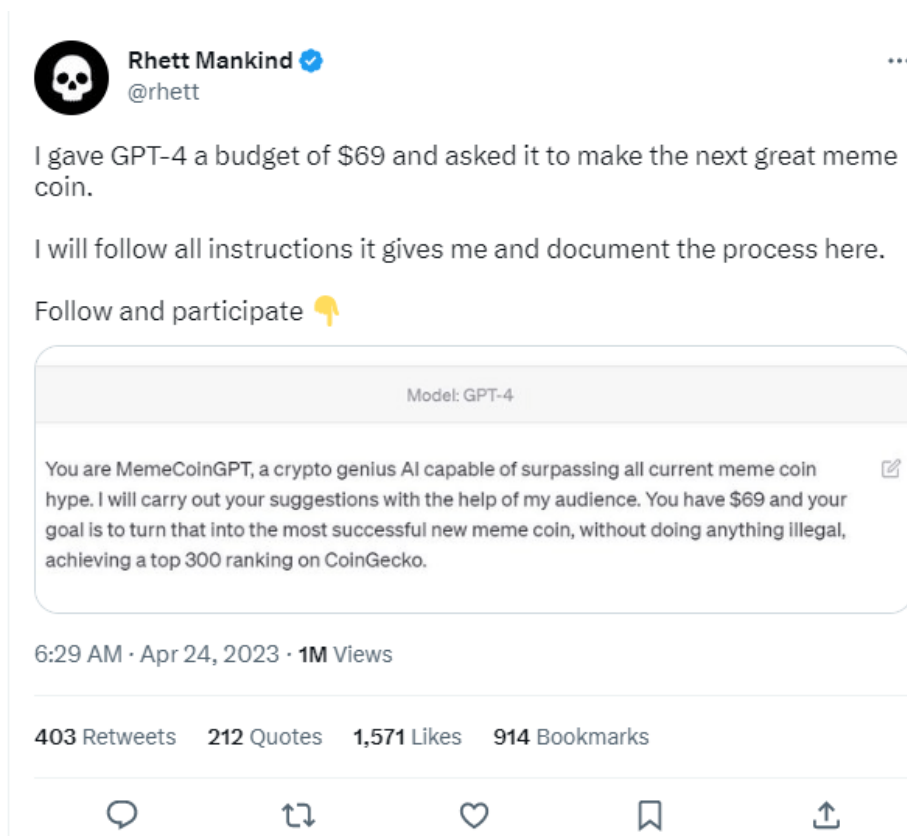 Rhett Mankind
@rhett
I gave GPT-4 a budget of $69 and asked it to make the next great meme
coin.
I will follow all instructions it gives me and document the process here.
Follow and participate 👇
Model: GPT-4
You are MemeCoinGPT, a crypto genius AI capable of surpassing all current meme coin
hype. I will carry out your suggestions with the help of my audience. You have $69 and your
goal is to turn that into the most successful new meme coin, without doing anything illegal,
achieving a top 300 ranking on CoinGecko.
6:29 AM · Apr 24, 2023 · 1M Views
403 Retweets 212 Quotes 1,571 Likes 914 Bookmarks